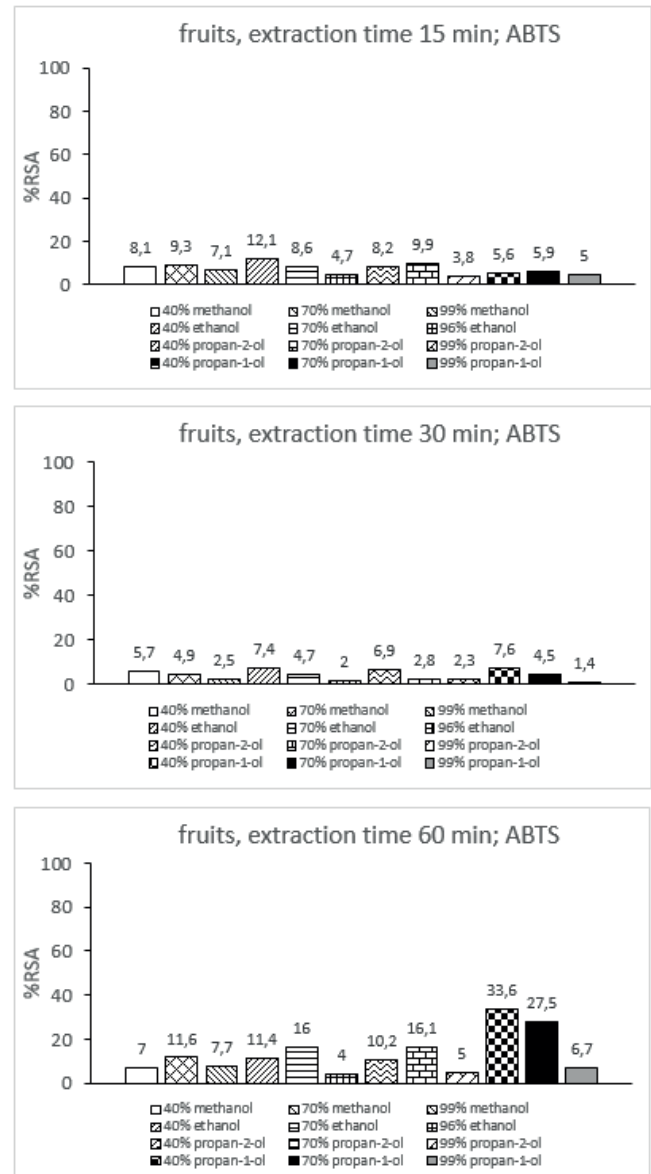 fruits, extraction time 15 min; ABTS
%RSA
100
80
60
40
20
0
8,1 9,3 7,1 12,1 8,6 4,7 8,2 9,9 3,8 5,6 5,9 5
40% methanol 70% methanol 99% methanol
40% ethanol 70% ethanol 96% ethanol
40% propan-2-ol 70% propan-2-ol 99% propan-2-ol
40% propan-1-ol 70% propan-1-ol 99% propan-1-ol
fruits, extraction time 30 min; ABTS
%RSA
100
80
60
40
20
0
5,7 4,9 2,5 7,4 4,7 2 6,9 2,8 2,3 7,6 4,5 1,4
40% methanol 70% methanol 99% methanol
40% ethanol 70% ethanol 96% ethanol
40% propan-2-ol 70% propan-2-ol 99% propan-2-ol
40% propan-1-ol 70% propan-1-ol 99% propan-1-ol
fruits, extraction time 60 min; ABTS
%RSA
100
80
60
40
20
0
7 11,6 7,7 11,4 16 4 10,2 16,1 5 33,6 27,5 6,7
40% methanol 70% methanol 99% methanol
40% ethanol 70% ethanol 96% ethanol
40% propan-2-ol 70% propan-2-ol 99% propan-2-ol
40% propan-1-ol 70% propan-1-ol 99% propan-1-ol